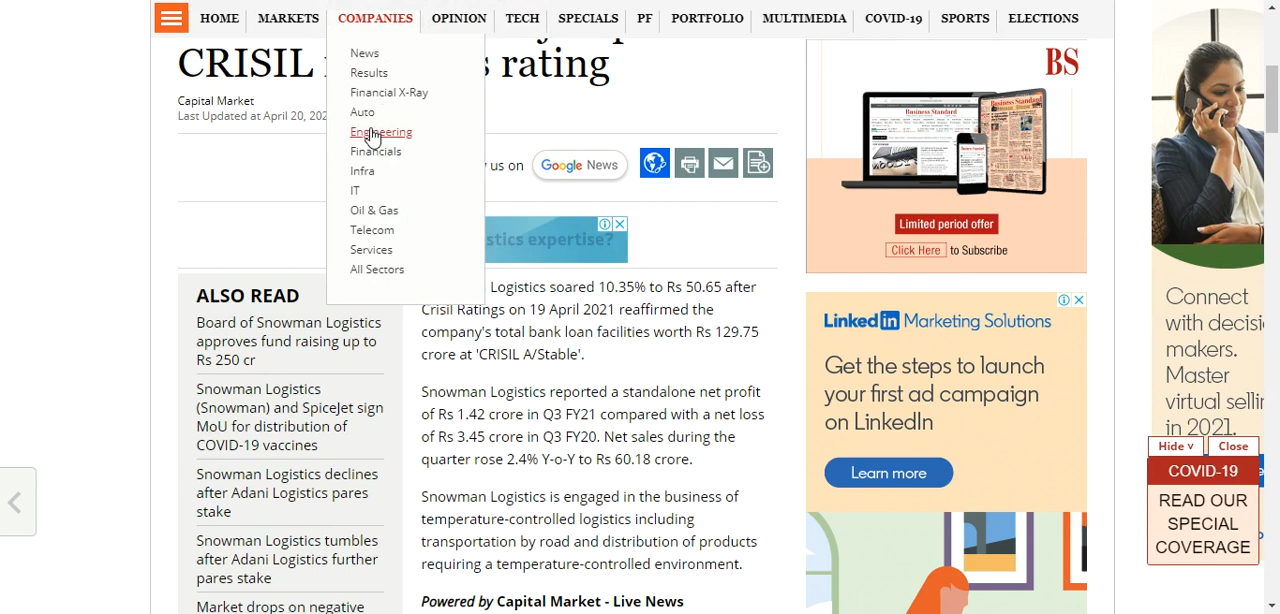 HOME MARKETS COMPANIES OPINION TECH SPECIALS PF PORTFOLIO MULTIMEDIA COVID-19 SPORTS ELECTIONS
CRISIL
rating
Capital Market
Last Updated at April 20,
News
Results
Financial X-Ray
Auto
Engineering
Financials
Infra
IT
Oil & Gas
Telecom
Services
All Sectors
us on
Google News
stics expertise?
ALSO READ
Board of Snowman Logistics
approves fund raising up to
Rs 250 cr
Snowman Logistics
(Snowman) and SpiceJet sign
MoU for distribution of
COVID-19 vaccines
Snowman Logistics declines
after Adani Logistics pares
stake
Snowman Logistics tumbles
after Adani Logistics further
pares stake
Market drops on negative
Logistics soared 10.35% to Rs 50.65 after
Crisil Ratings on 19 April 2021 reaffirmed the
company's total bank loan facilities worth Rs 129.75
crore at 'CRISIL A/Stable'.
Snowman Logistics reported a standalone net profit
of Rs 1.42 crore in Q3 FY21 compared with a net loss
of Rs 3.45 crore in Q3 FY20. Net sales during the
quarter rose 2.4% Y-o-Y to Rs 60.18 crore.
Snowman Logistics is engaged in the business of
temperature-controlled logistics including
transportation by road and distribution of products
requiring a temperature-controlled environment.
Powered by Capital Market - Live News
BS
Business Standard
Limited period offer
Click Here to Subscribe
Linked in Marketing Solutions
Get the steps to launch
your first ad campaign
on LinkedIn
Learn more
Connect
with decisi
makers.
Master
virtual sellin
in 2021.
Hide v Close
COVID-19
READ OUR
SPECIAL
COVERAGE